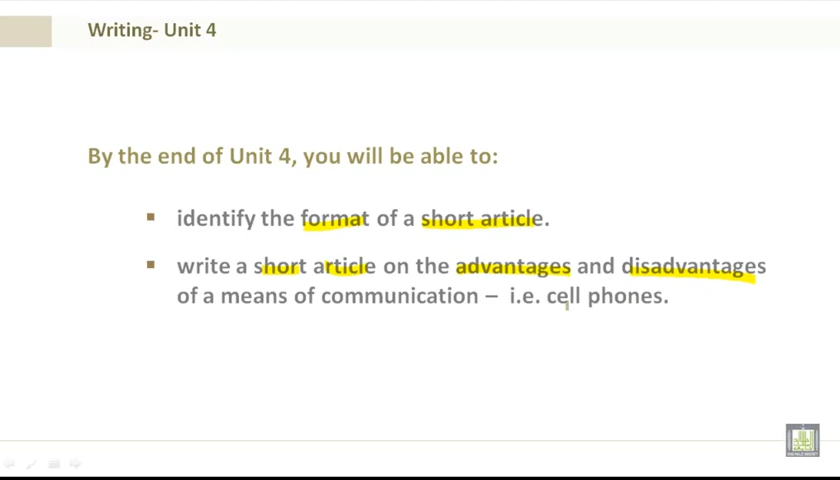 Writing- Unit 4
By the end of Unit 4, you will be able to:
identify the format of a short article.
write a short article on the advantages and disadvantages
of a means of communication – i.e. cell phones.